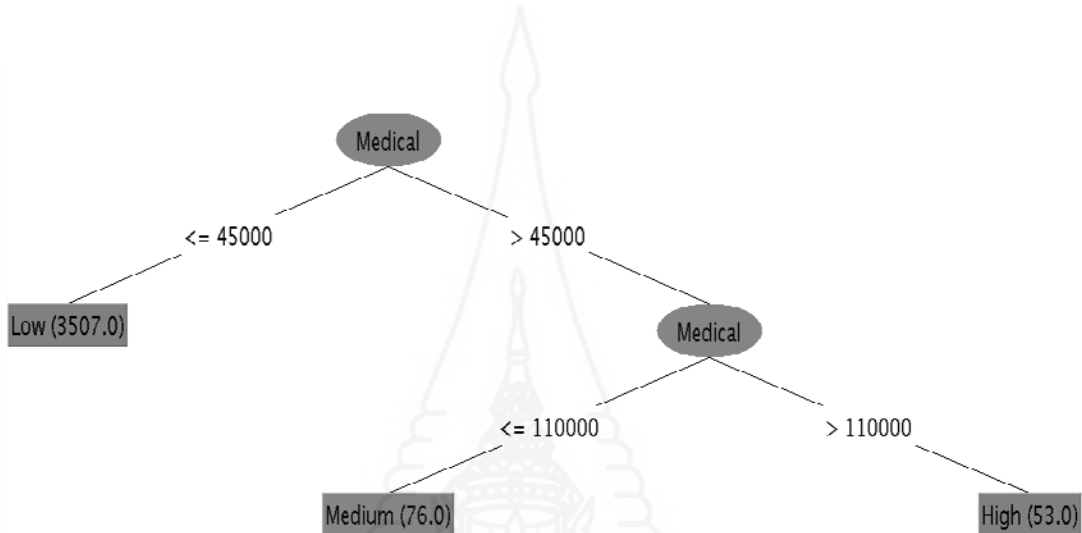 Medical
<= 45000
> 45000
Low (3507.0)
Medical
<= 110000
> 110000
Medium (76.0)
High (53.0)